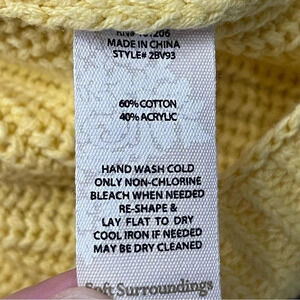 MADE IN CHINA
STYLE# 2BV93
60% COTTON
40% ACRYLIC
HAND WASH COLD
ONLY NON-CHLORINE
BLEACH WHEN NEEDED
RE-SHAPE &
LAY FLAT TO DRY
COOL IRON IF NEEDED
MAY BE DRY CLEANED
Soft Surroundings